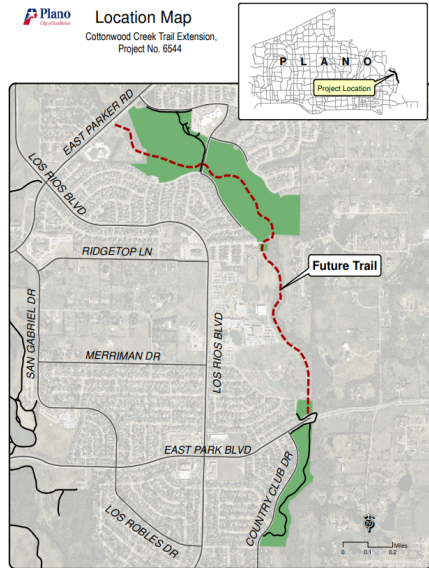 Plano
City of Excellence
Location Map
Cottonwood Creek Trail Extension,
Project No. 6544
P L A N O
Project Location
EAST PARKER RD
LOS RIOS BLVD
RIDGETOP LN
Future Trail
SAN GABRIEL DR
LOS RIOS BLVD
MERRIMAN DR
EAST PARK BLVD
COUNTRY CLUB DR
LOS ROBLES DR
Miles
0 0.1 0.2